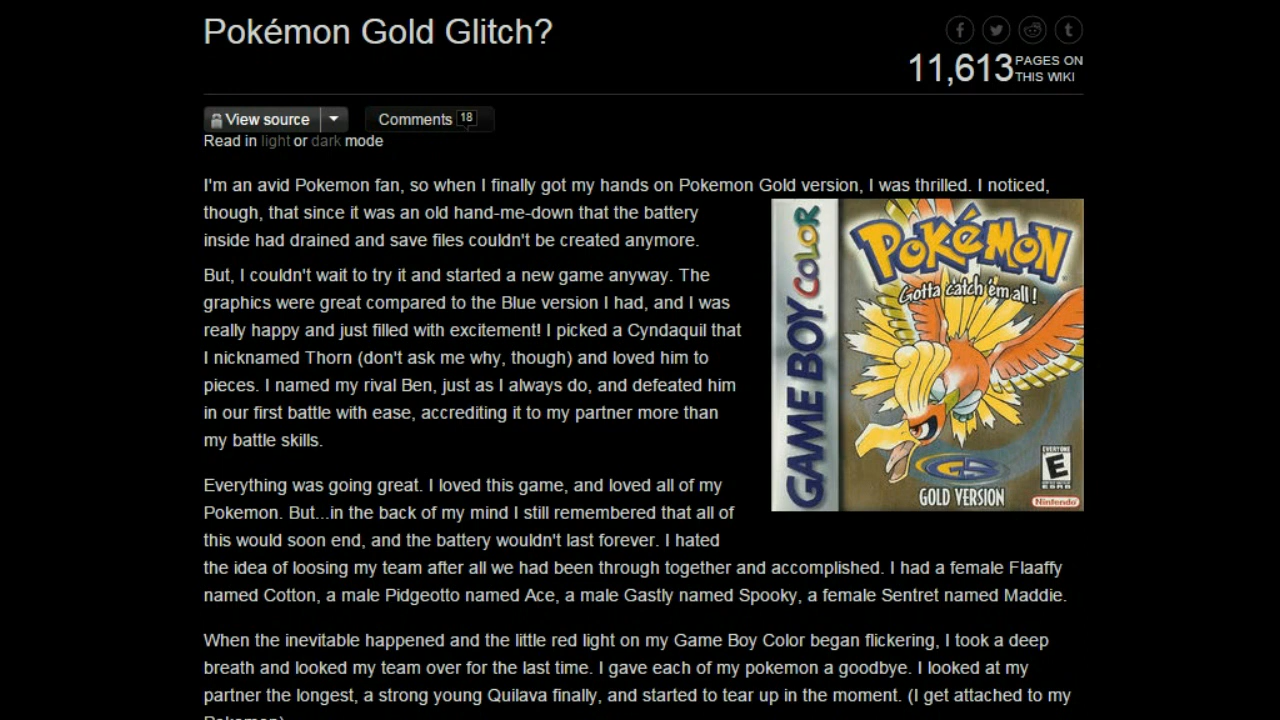 Pokémon Gold Glitch?
11,613 PAGES ON THIS WIKI
View source
Comments 18
Read in light or dark mode
I'm an avid Pokemon fan, so when I finally got my hands on Pokemon Gold version, I was thrilled. I noticed,
though, that since it was an old hand-me-down that the battery
inside had drained and save files couldn't be created anymore.
But, I couldn't wait to try it and started a new game anyway. The
graphics were great compared to the Blue version I had, and I was
really happy and just filled with excitement! I picked a Cyndaquil that
I nicknamed Thorn (don't ask me why, though) and loved him to
pieces. I named my rival Ben, just as I always do, and defeated him
in our first battle with ease, accrediting it to my partner more than
my battle skills.
GAME BOY COLOR
POKéMON
Gotta catch 'em all!
GOLD VERSION
EVERYONE
E
ESRB
Nintendo
Everything was going great. I loved this game, and loved all of my
Pokemon. But...in the back of my mind I still remembered that all of
this would soon end, and the battery wouldn't last forever. I hated
the idea of loosing my team after all we had been through together and accomplished. I had a female Flaaffy
named Cotton, a male Pidgeotto named Ace, a male Gastly named Spooky, a female Sentret named Maddie.
When the inevitable happened and the little red light on my Game Boy Color began flickering, I took a deep
breath and looked my team over for the last time. I gave each of my pokemon a goodbye. I looked at my
partner the longest, a strong young Quilava finally, and started to tear up in the moment. (I get attached to my
Pokemon)